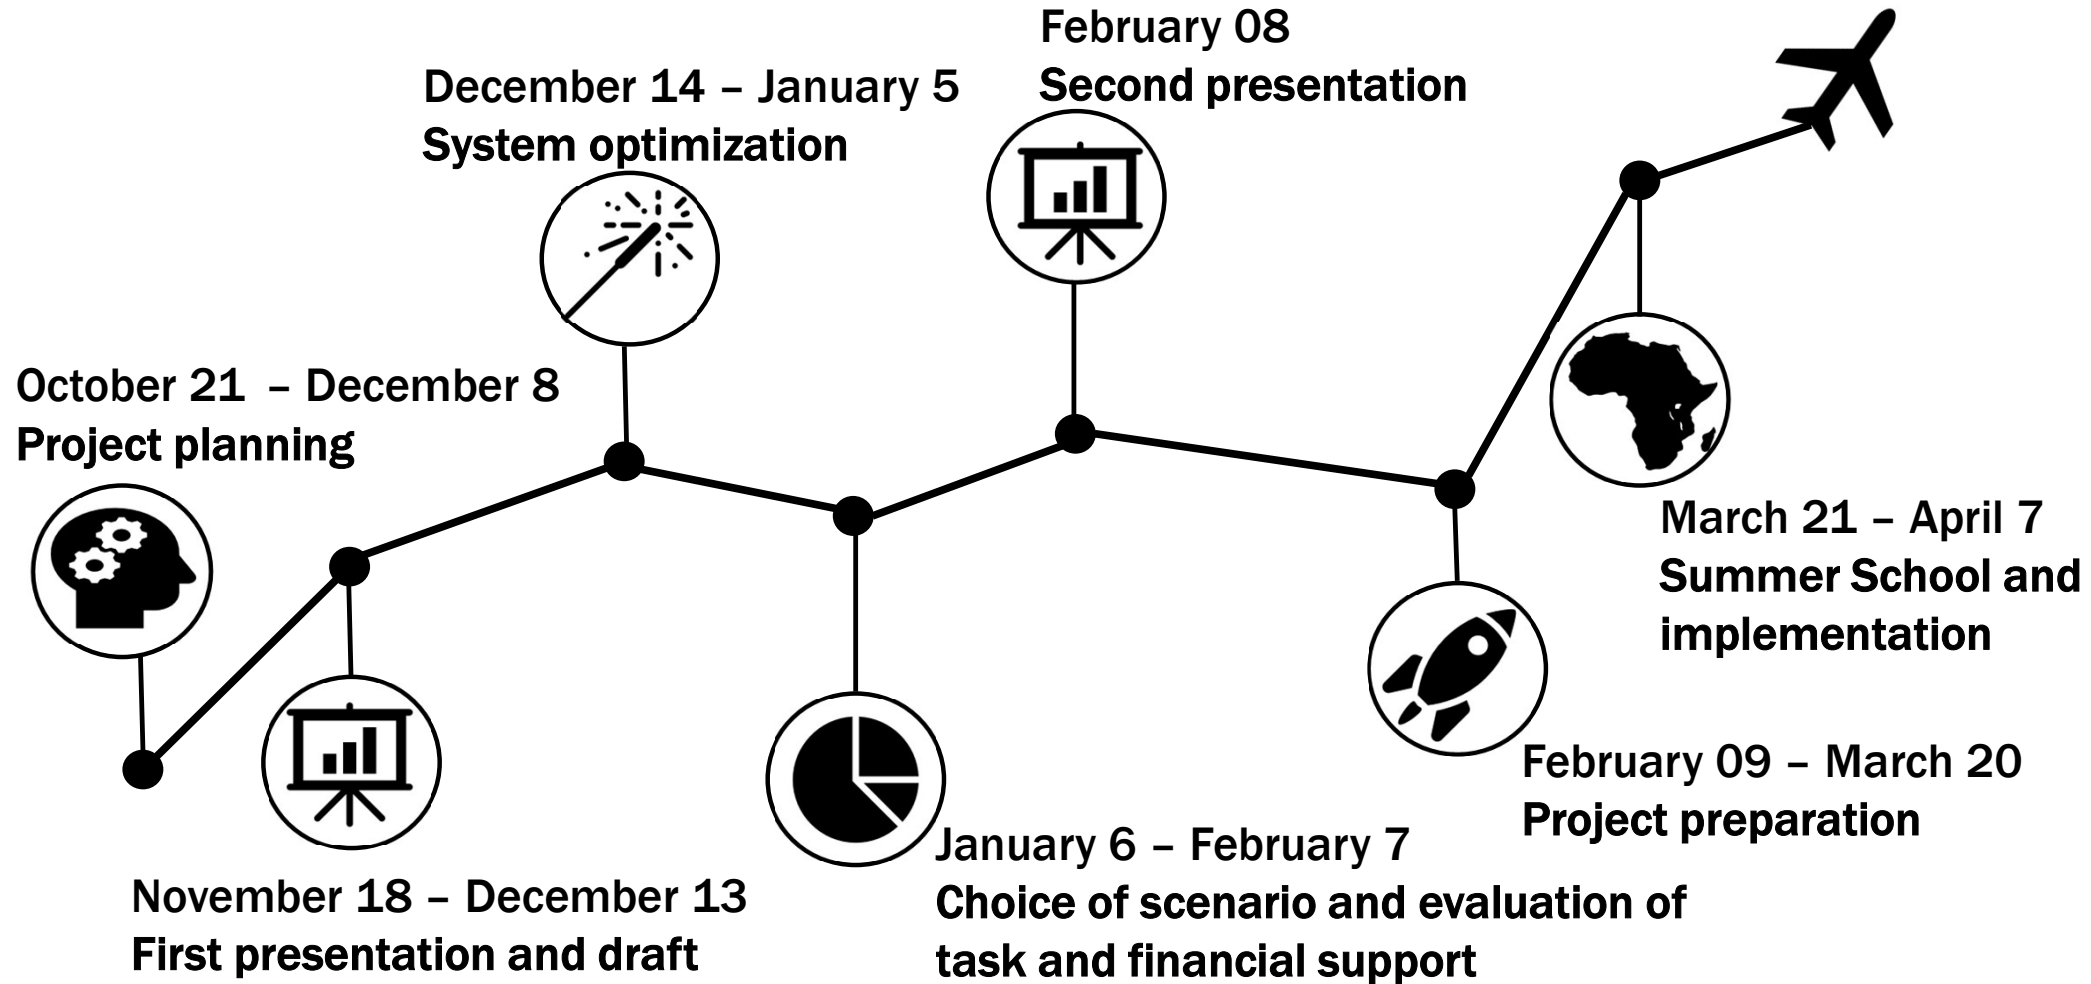 October 21 – December 8
Project planning
November 18 – December 13
First presentation and draft
December 14 – January 5
System optimization
January 6 – February 7
Choice of scenario and evaluation of
task and financial support
February 08
Second presentation
February 09 – March 20
Project preparation
March 21 – April 7
Summer School and
implementation